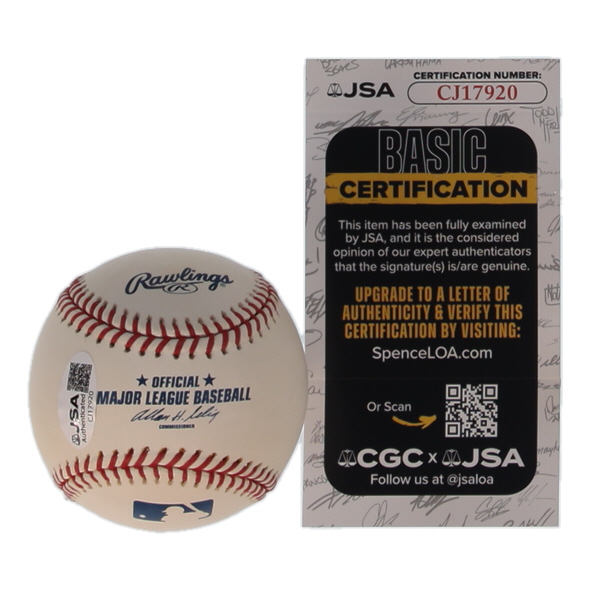 Rawlings
R
★ OFFICIAL ★
MAJOR LEAGUE BASEBALL
Allan H. Selig
COMMISSIONER
JSA
Authenticated
CJ17920
JSA
CERTIFICATION NUMBER:
CJ17920
BASIC
CERTIFICATION
This item has been fully examined
by JSA, and it is the considered
opinion of our expert authenticators
that the signature(s) is/are genuine.
UPGRADE TO A LETTER OF
AUTHENTICITY & VERIFY THIS
CERTIFICATION BY VISITING:
SpenceLOA.com
Or Scan
CGC x JSA
Follow us at @jsaloa